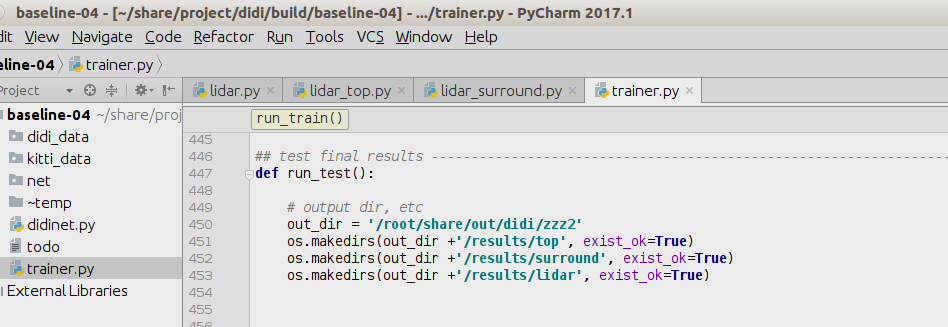 baseline-04 - [~/share/project/didi/build/baseline-04] - .../trainer.py - PyCharm 2017.1
dit View Navigate Code Refactor Run Tools VCS Window Help
eline-04 trainer.py
Project
lidar.py lidar_top.py lidar_surround.py trainer.py
baseline-04 ~/share/proj
didi_data
kitti_data
net
~temp
didinet.py
todo
trainer.py
External Libraries
run_train()
445
446 ## test final results ------------------------------------------------------------------
447 def run_test():
448
449 # output dir, etc
450 out_dir = '/root/share/out/didi/zzz2'
451 os.makedirs(out_dir +'/results/top', exist_ok=True)
452 os.makedirs(out_dir +'/results/surround', exist_ok=True)
453 os.makedirs(out_dir +'/results/lidar', exist_ok=True)
454
455
456